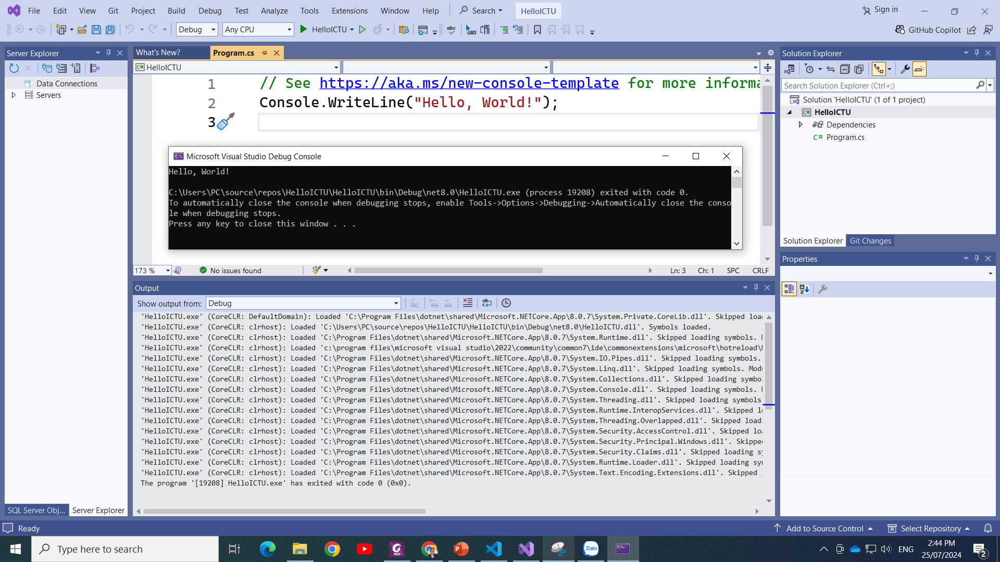 File Edit View Git Project Build Debug Test Analyze Tools Extensions Window Help Search HelloICTU Sign in
Debug Any CPU HelloICTU GitHub Copilot
Server Explorer
Data Connections
Servers
SQL Server Obj... Server Explorer
What's New? Program.cs
C# HelloICTU
1 // See https://aka.ms/new-console-template for more informa
2 Console.WriteLine("Hello, World!");
3
Microsoft Visual Studio Debug Console
Hello, World!
C:\Users\PC\source\repos\HelloICTU\HelloICTU\bin\Debug\net8.0\HelloICTU.exe (process 19208) exited with code 0.
To automatically close the console when debugging stops, enable Tools->Options->Debugging->Automatically close the conso
le when debugging stops.
Press any key to close this window . . .
173 % No issues found Ln: 3 Ch: 1 SPC CRLF
Output
Show output from: Debug
'HelloICTU.exe' (CoreCLR: DefaultDomain): Loaded 'C:\Program Files\dotnet\shared\Microsoft.NETCore.App\8.0.7\System.Private.CoreLib.dll'. Skipped load
'HelloICTU.exe' (CoreCLR: clrhost): Loaded 'C:\Users\PC\source\repos\HelloICTU\HelloICTU\bin\Debug\net8.0\HelloICTU.dll'. Symbols loaded.
'HelloICTU.exe' (CoreCLR: clrhost): Loaded 'C:\Program Files\dotnet\shared\Microsoft.NETCore.App\8.0.7\System.Runtime.dll'. Skipped loading symbols.
'HelloICTU.exe' (CoreCLR: clrhost): Loaded 'c:\program files\microsoft visual studio\2022\community\common7\ide\commonextensions\microsoft\hotreload\
'HelloICTU.exe' (CoreCLR: clrhost): Loaded 'C:\Program Files\dotnet\shared\Microsoft.NETCore.App\8.0.7\System.IO.Pipes.dll'. Skipped loading symbols.
'HelloICTU.exe' (CoreCLR: clrhost): Loaded 'C:\Program Files\dotnet\shared\Microsoft.NETCore.App\8.0.7\System.Linq.dll'. Skipped loading symbols. Modu
'HelloICTU.exe' (CoreCLR: clrhost): Loaded 'C:\Program Files\dotnet\shared\Microsoft.NETCore.App\8.0.7\System.Collections.dll'. Skipped loading symbo
'HelloICTU.exe' (CoreCLR: clrhost): Loaded 'C:\Program Files\dotnet\shared\Microsoft.NETCore.App\8.0.7\System.Console.dll'. Skipped loading symbols.
'HelloICTU.exe' (CoreCLR: clrhost): Loaded 'C:\Program Files\dotnet\shared\Microsoft.NETCore.App\8.0.7\System.Threading.dll'. Skipped loading symbols
'HelloICTU.exe' (CoreCLR: clrhost): Loaded 'C:\Program Files\dotnet\shared\Microsoft.NETCore.App\8.0.7\System.Runtime.InteropServices.dll'. Skipped l
'HelloICTU.exe' (CoreCLR: clrhost): Loaded 'C:\Program Files\dotnet\shared\Microsoft.NETCore.App\8.0.7\System.Threading.Overlapped.dll'. Skipped loadi
'HelloICTU.exe' (CoreCLR: clrhost): Loaded 'C:\Program Files\dotnet\shared\Microsoft.NETCore.App\8.0.7\System.Security.AccessControl.dll'. Skipped loa
'HelloICTU.exe' (CoreCLR: clrhost): Loaded 'C:\Program Files\dotnet\shared\Microsoft.NETCore.App\8.0.7\System.Security.Principal.Windows.dll'. Skipped
'HelloICTU.exe' (CoreCLR: clrhost): Loaded 'C:\Program Files\dotnet\shared\Microsoft.NETCore.App\8.0.7\System.Security.Claims.dll'. Skipped loading sy
'HelloICTU.exe' (CoreCLR: clrhost): Loaded 'C:\Program Files\dotnet\shared\Microsoft.NETCore.App\8.0.7\System.Runtime.Loader.dll'. Skipped loading sym
'HelloICTU.exe' (CoreCLR: clrhost): Loaded 'C:\Program Files\dotnet\shared\Microsoft.NETCore.App\8.0.7\System.Text.Encoding.Extensions.dll'. Skipped
The program '[19208] HelloICTU.exe' has exited with code 0 (0x0).
Solution Explorer
Search Solution Explorer (Ctrl+;)
Solution 'HelloICTU' (1 of 1 project)
C# HelloICTU
Dependencies
C# Program.cs
Solution Explorer Git Changes
Properties
Ready Add to Source Control Select Repository
Type here to search PDF Zalo ENG 2:44 PM
25/07/2024 2